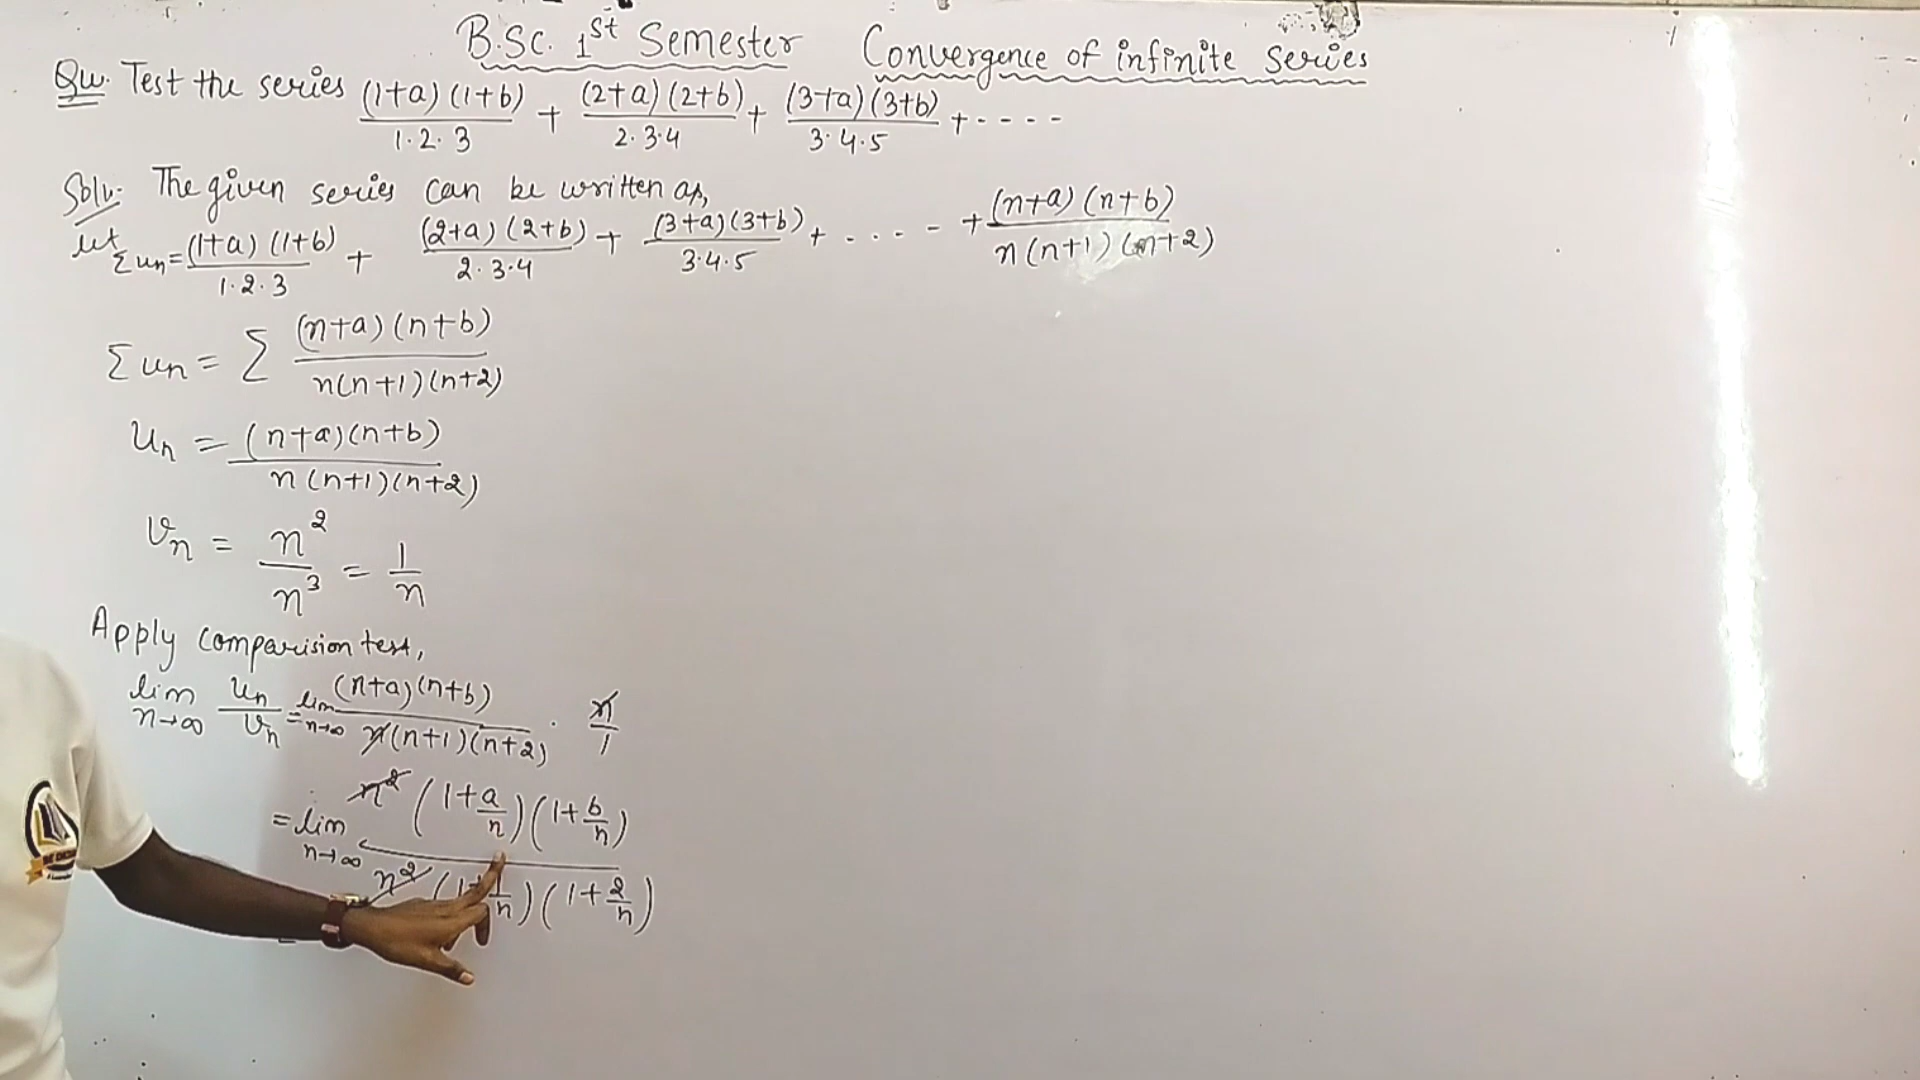 B.Sc. 1st Semester Convergence of infinite series
Qu. Test the series (1+a)(1+b)/1·2·3 + (2+a)(2+b)/2·3·4 + (3+a)(3+b)/3·4·5 + - - - -
Soln: The given series can be written as,
let Σun = (1+a)(1+b)/1·2·3 + (2+a)(2+b)/2·3·4 + (3+a)(3+b)/3·4·5 + - - - - + (n+a)(n+b)/n(n+1)(n+2)
Σun = Σ (n+a)(n+b)/n(n+1)(n+2)
un = (n+a)(n+b)/n(n+1)(n+2)
vn = n²/n³ = 1/n
Apply comparision test,
lim n→∞ un/vn = lim n→∞ (n+a)(n+b)/n(n+1)(n+2) · n/1
= lim n→∞ n²(1+a/n)(1+b/n)/n²(1+1/n)(1+2/n)